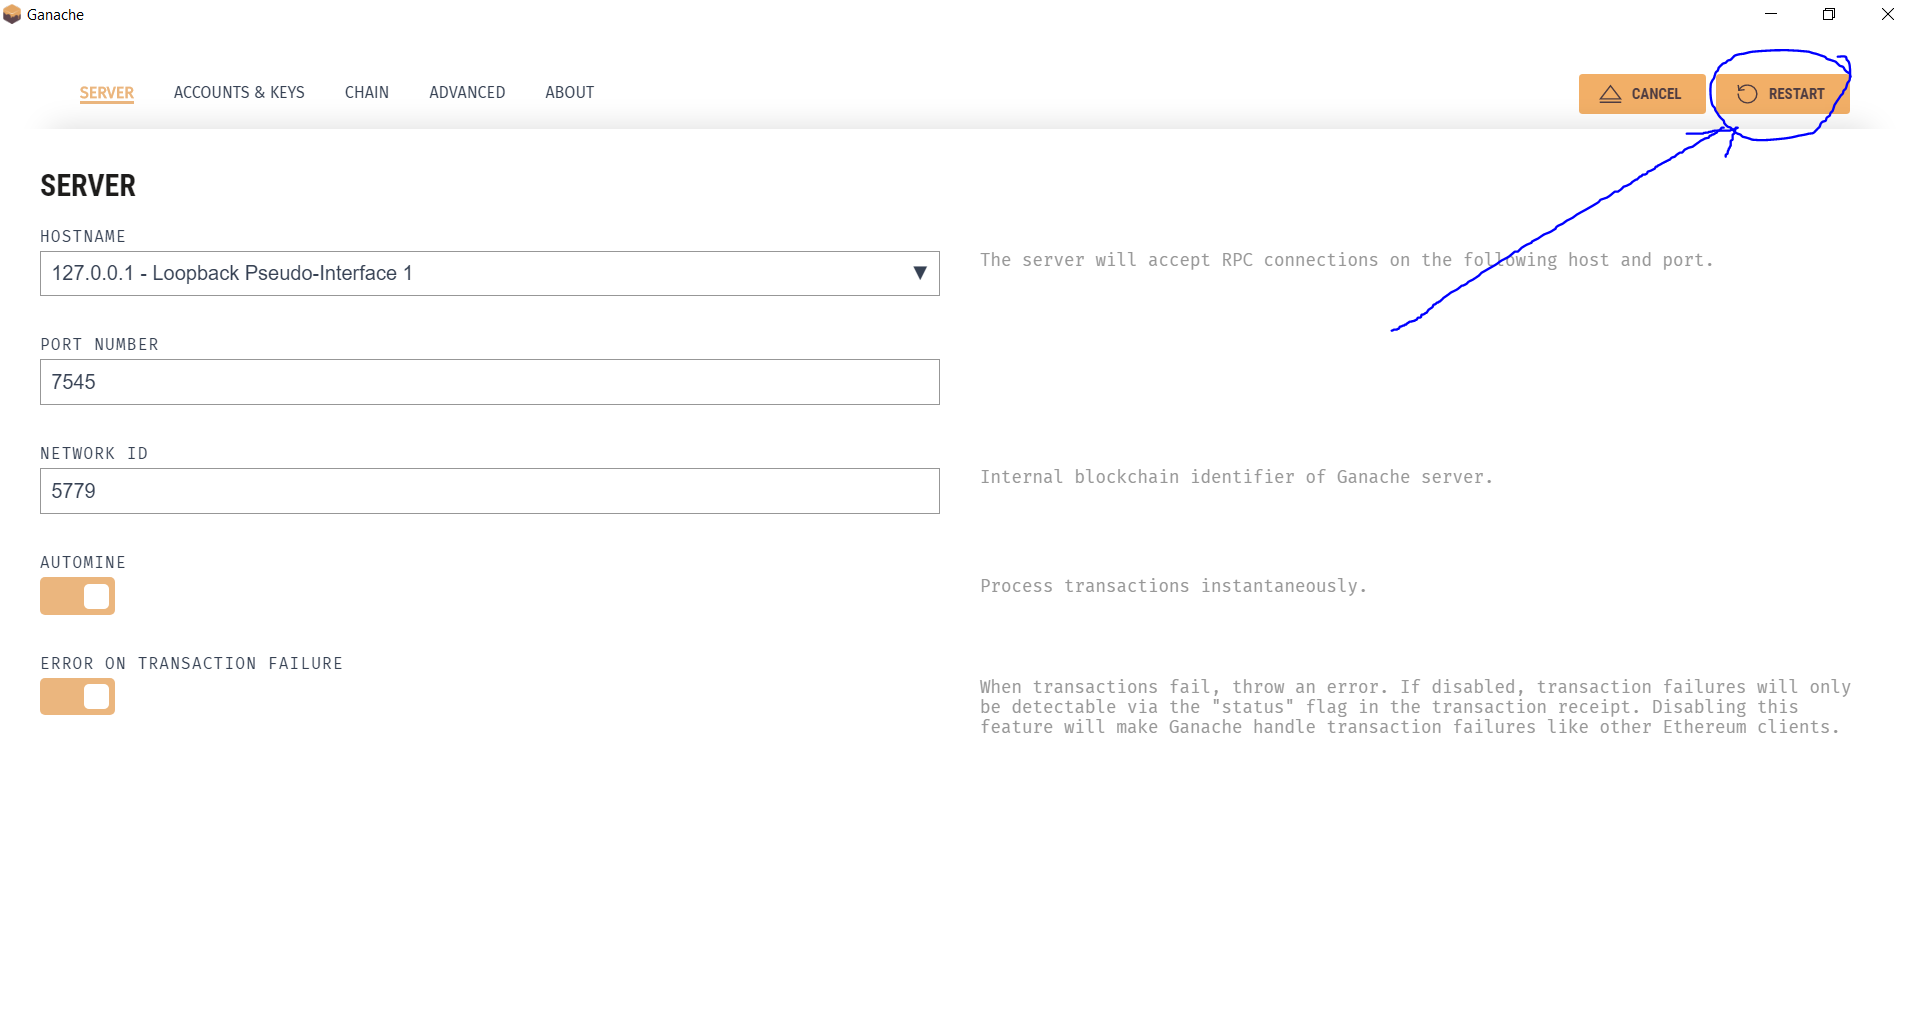 Ganache
SERVER ACCOUNTS & KEYS CHAIN ADVANCED ABOUT CANCEL RESTART
SERVER
HOSTNAME
127.0.0.1 - Loopback Pseudo-Interface 1
The server will accept RPC connections on the following host and port.
PORT NUMBER
7545
NETWORK ID
5779
Internal blockchain identifier of Ganache server.
AUTOMINE
Process transactions instantaneously.
ERROR ON TRANSACTION FAILURE
When transactions fail, throw an error. If disabled, transaction failures will only
be detectable via the "status" flag in the transaction receipt. Disabling this
feature will make Ganache handle transaction failures like other Ethereum clients.